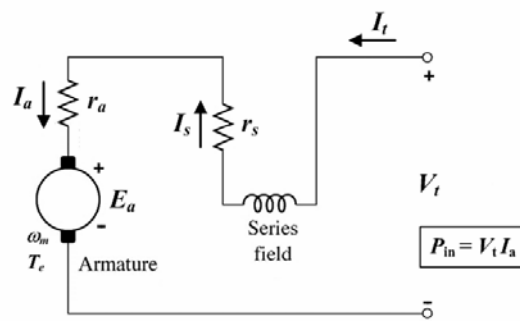 I_t
+
I_a
r_a
I_s
r_s
+
E_a
-
V_t
Series
field
P_in = V_t I_a
ω_m
T_e
Armature
-